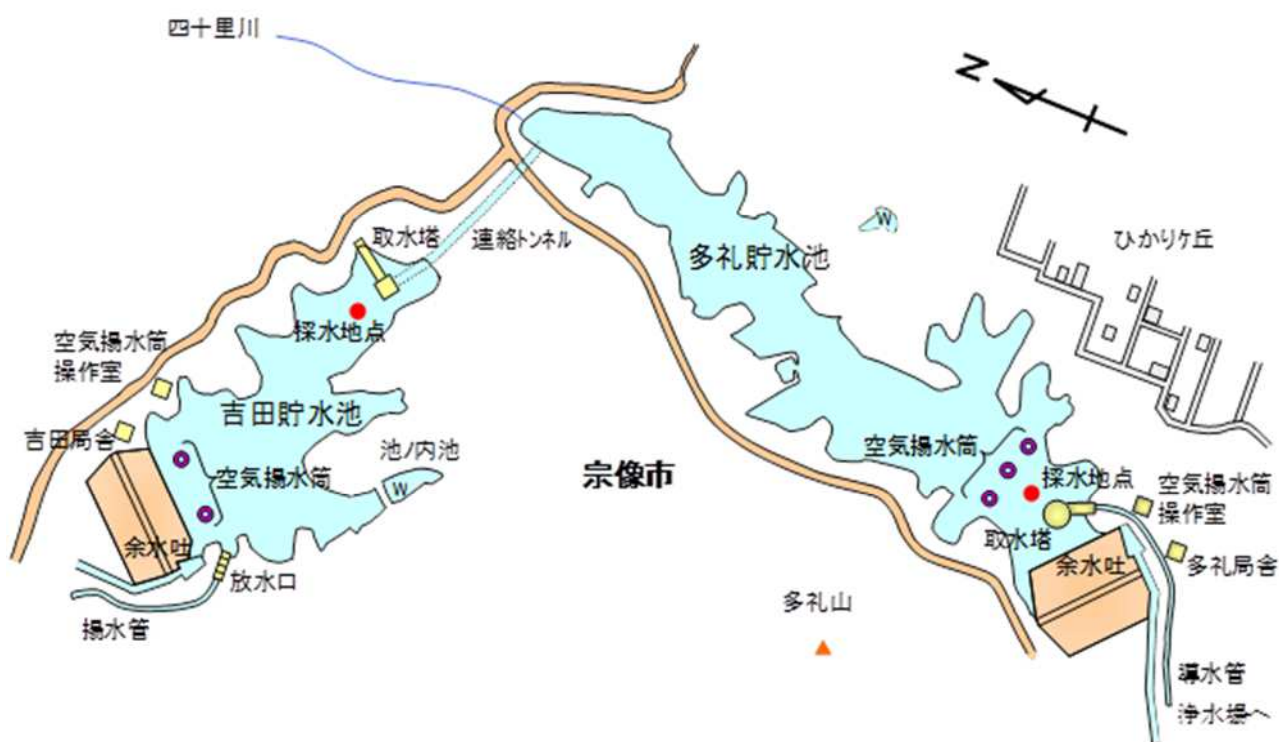 四十里川
N
W
ひかりヶ丘
取水塔
連絡トンネル
多礼貯水池
採水地点
空気揚水筒
操作室
吉田貯水池
吉田局舎
空気揚水筒
池ノ内池
W
宗像市
空気揚水筒
採水地点
空気揚水筒
操作室
取水塔
余水吐
放水口
余水吐
多礼局舎
揚水管
多礼山
導水管
浄水場へ